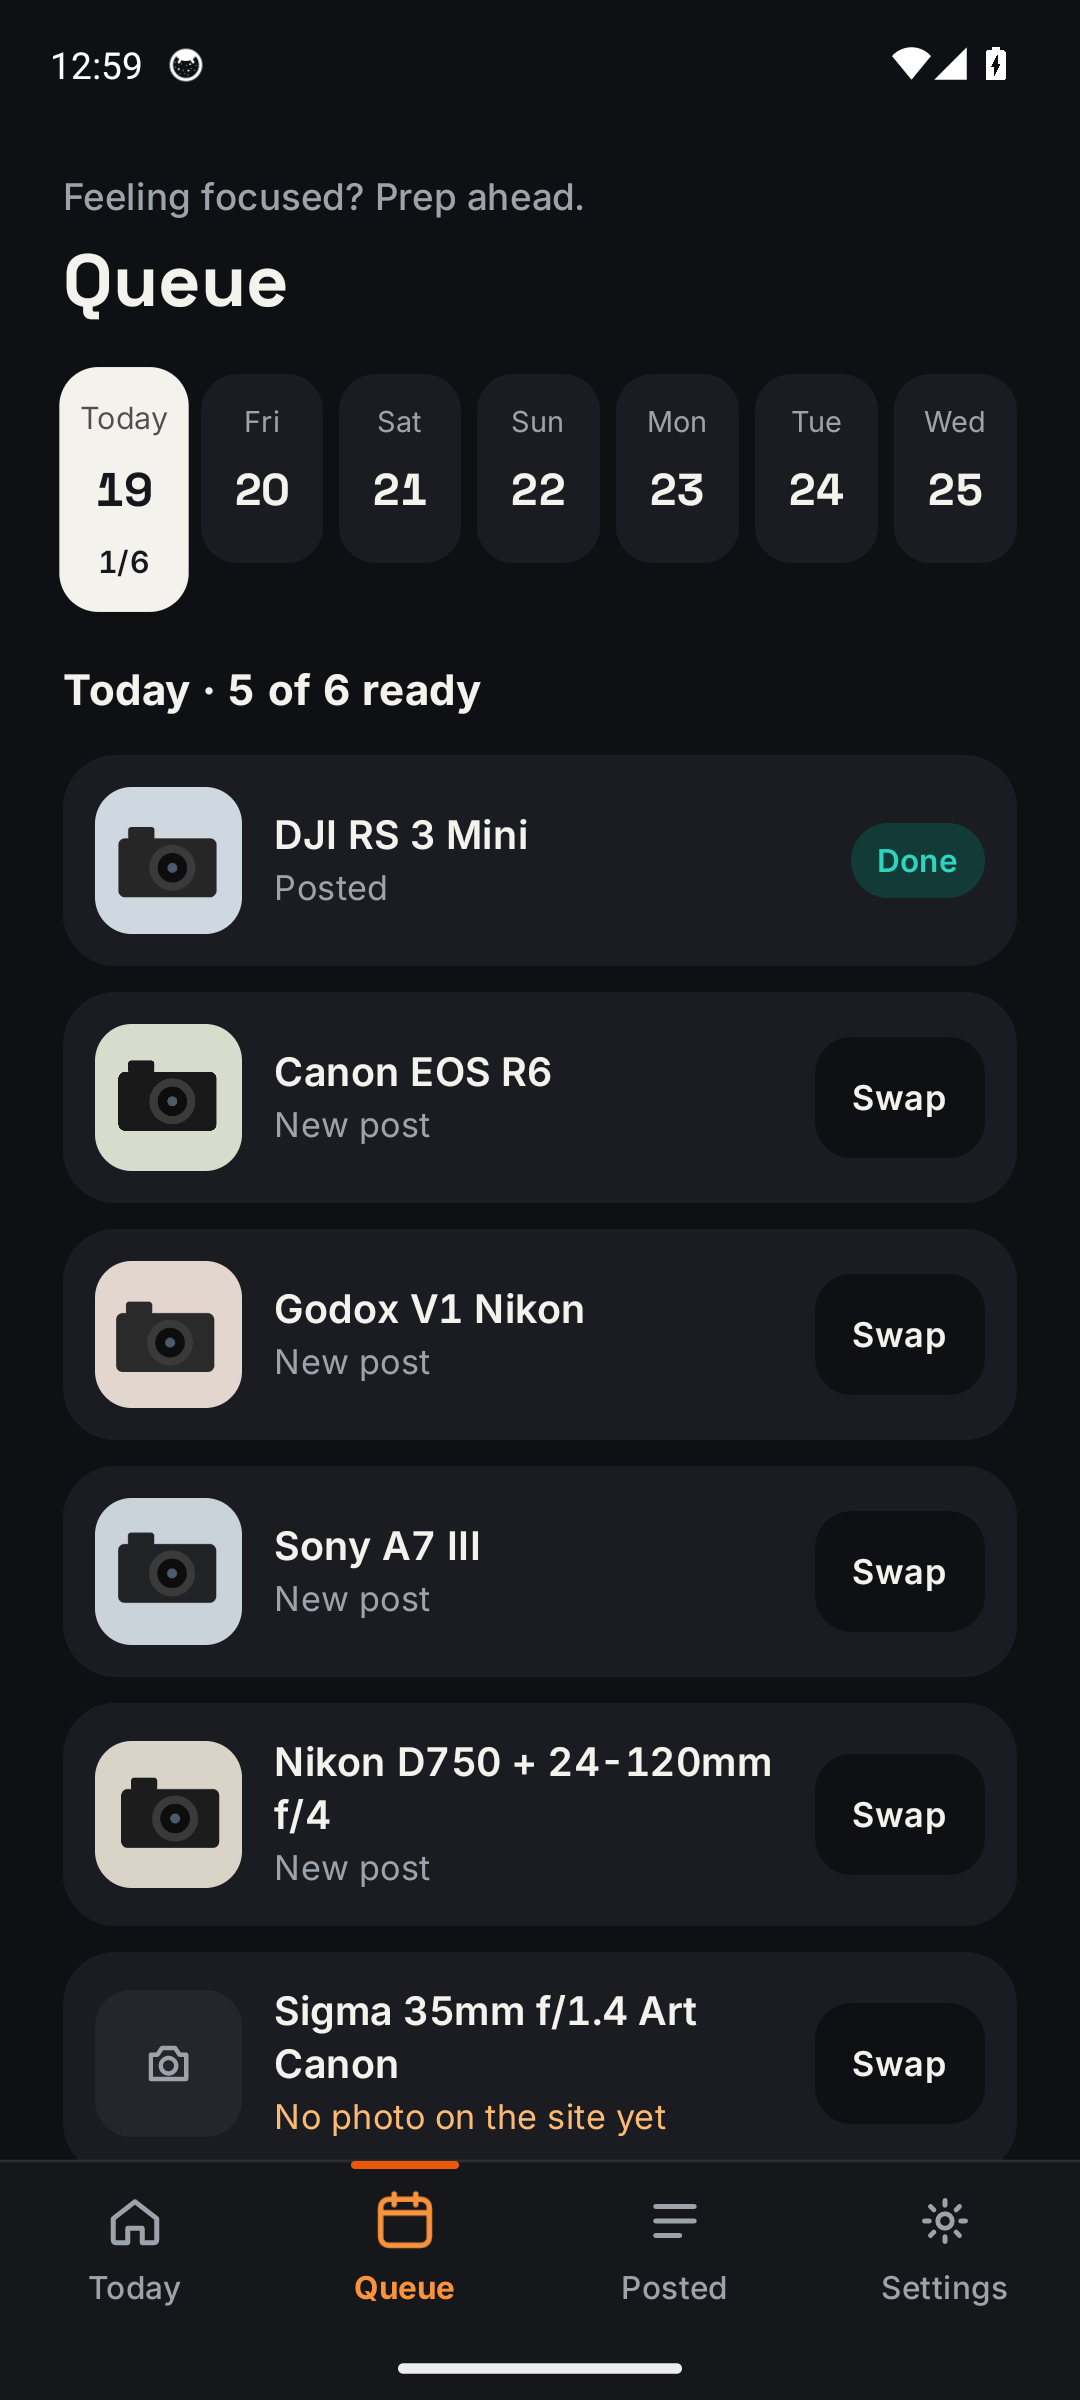 12:59
Feeling focused? Prep ahead.
Queue
Today Fri Sat Sun Mon Tue Wed
19 20 21 22 23 24 25
1/6
Today · 5 of 6 ready
DJI RS 3 Mini
Posted
Done
Canon EOS R6
New post
Swap
Godox V1 Nikon
New post
Swap
Sony A7 III
New post
Swap
Nikon D750 + 24-120mm
f/4
New post
Swap
Sigma 35mm f/1.4 Art
Canon
No photo on the site yet
Swap
Today Queue Posted Settings